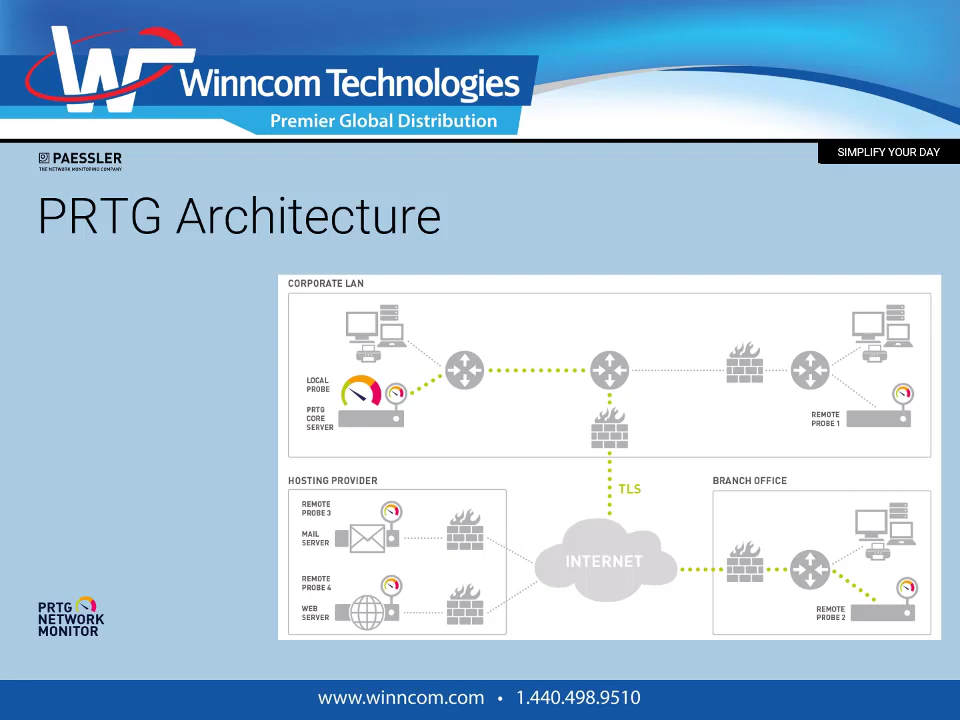 Winncom Technologies
Premier Global Distribution
PAESSLER
THE NETWORK MONITORING COMPANY
SIMPLIFY YOUR DAY
PRTG Architecture
CORPORATE LAN
LOCAL
PROBE
PRTG
CORE
SERVER
REMOTE
PROBE 1
HOSTING PROVIDER
TLS
BRANCH OFFICE
REMOTE
PROBE 3
MAIL
SERVER
INTERNET
REMOTE
PROBE 4
WEB
SERVER
REMOTE
PROBE 2
PRTG
NETWORK
MONITOR
www.winncom.com • 1.440.498.9510